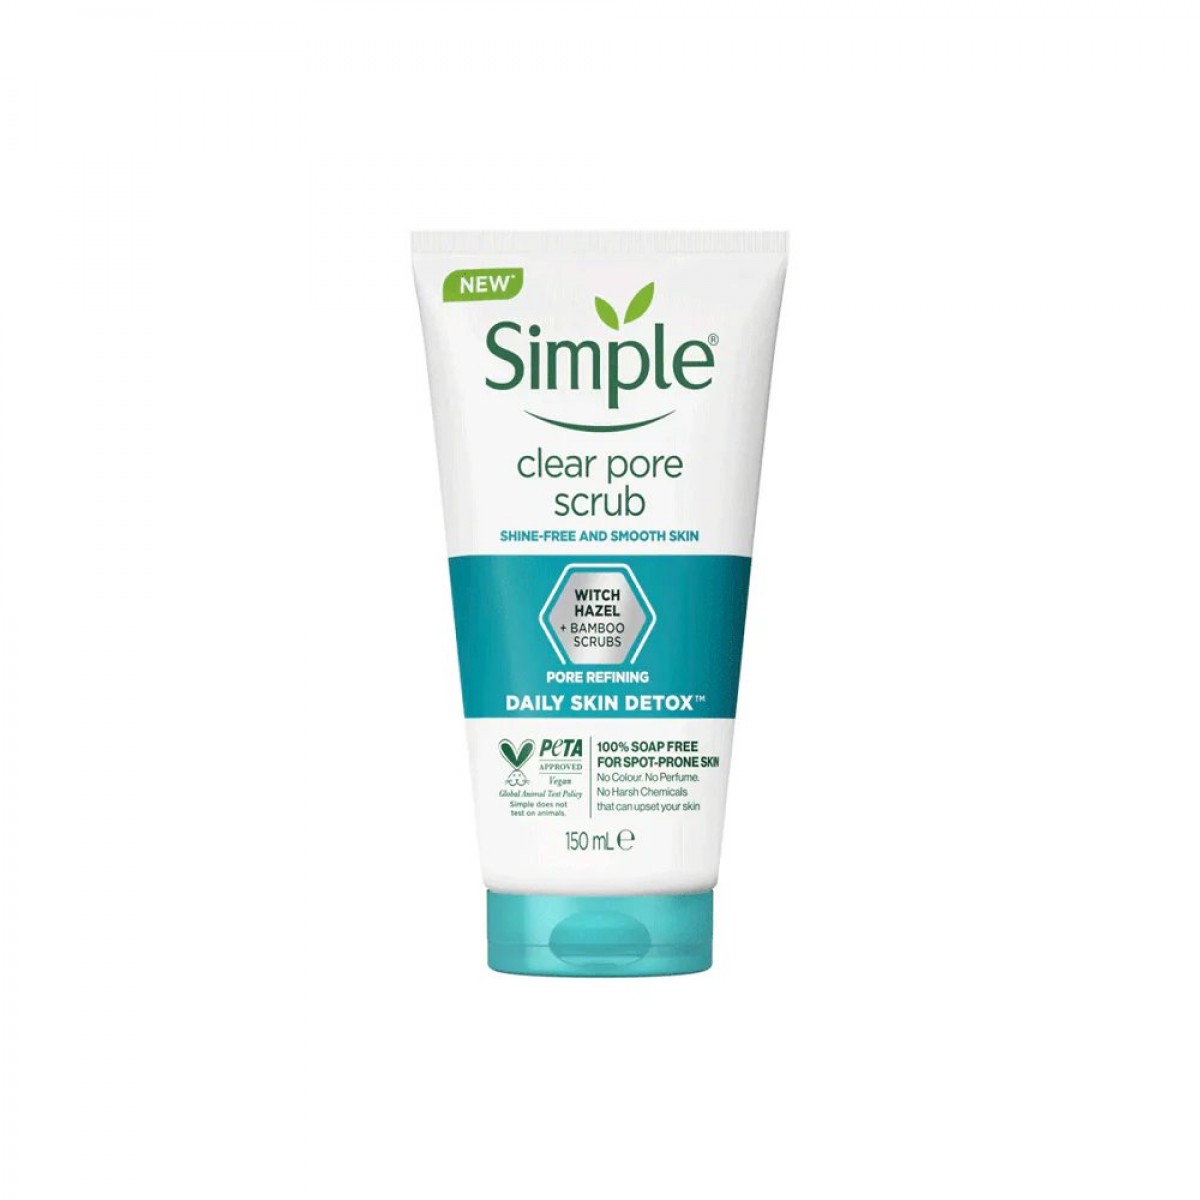 NEW*
Simple®
clear pore
scrub
SHINE-FREE AND SMOOTH SKIN
WITCH
HAZEL
+ BAMBOO
SCRUBS
PORE REFINING
DAILY SKIN DETOX™
PETA
APPROVED
Vegan
Global Animal Test Policy
Simple does not
test on animals.
100% SOAP FREE
FOR SPOT-PRONE SKIN
No Colour. No Perfume.
No Harsh Chemicals
that can upset your skin
150 mL ℮